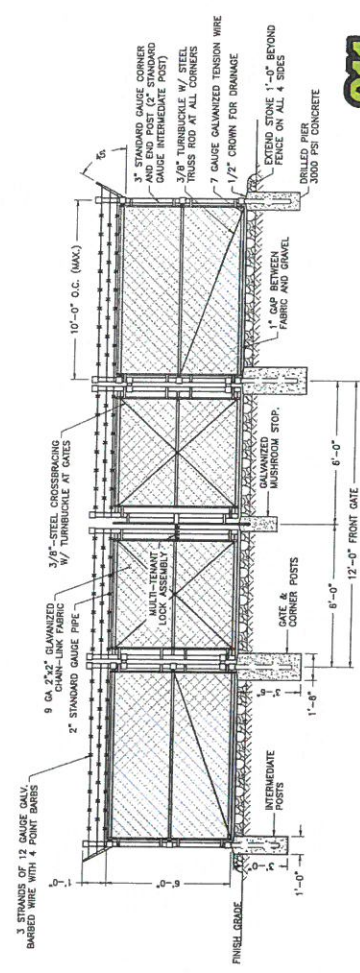 3 STRANDS OF 12 GAUGE GALV.
BARBED WIRE WITH 4 POINT BARBS
9 GA 2"x2" GLAVANIZED
CHAIN-LINK FABRIC
2" STANDARD GAUGE PIPE
3/8"-STEEL CROSSBRACING
W/ TURNBUCKLE AT GATES
10'-0" O.C. (MAX.)
45°
3" STANDARD GAUGE CORNER
AND END POST (2" STANDARD
GAUGE INTERMEDIATE POST)
3/8" TURNBUCKLE W/ STEEL
TRUSS ROD AT ALL CORNERS
7 GAUGE GALVANIZED TENSION WIRE
1/2" CROWN FOR DRAINAGE
EXTEND STONE 1'-0" BEYOND
FENCE ON ALL 4 SIDES
DRILLED PIER
3000 PSI CONCRETE
1'-0"
6'-0"
MULTI-TENANT
LOCK ASSEMBLY
FINISH GRADE
INTERMEDIATE
POSTS
1'-0"
GATE &
CORNER POSTS
1'-6"
GALVANIZED
MUSHROOM STOP.
1" GAP BETWEEN
FABRIC AND GRAVEL
6'-0"
6'-0"
12'-0" FRONT GATE